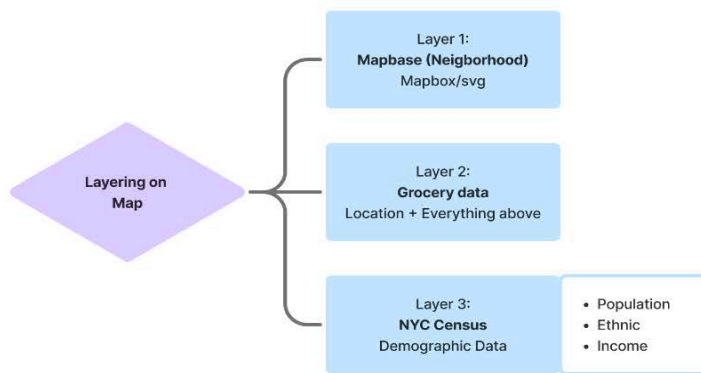 Layering on
Map
Layer 1:
Mapbase (Neigborhood)
Mapbox/svg
Layer 2:
Grocery data
Location + Everything above
Layer 3:
NYC Census
Demographic Data
• Population
• Ethnic
• Income